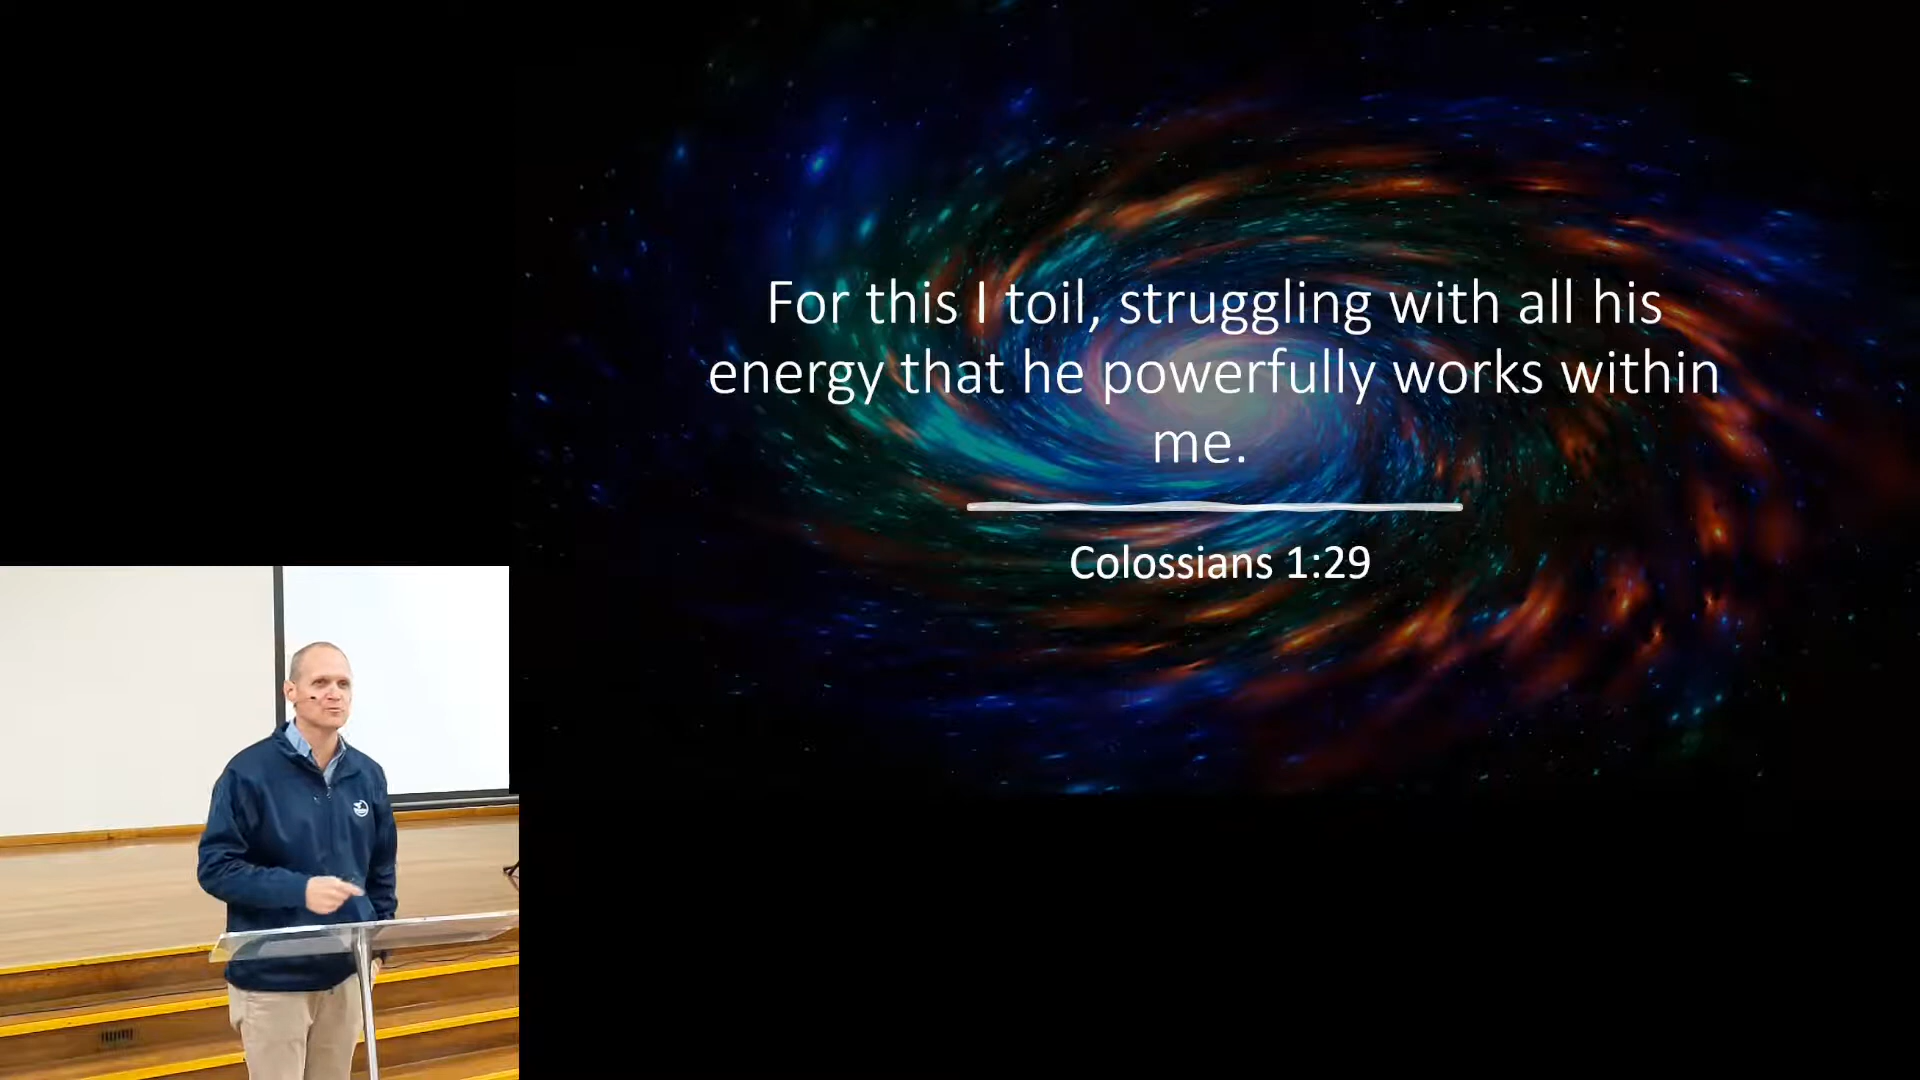 For this I toil, struggling with all his
energy that he powerfully works within
me.
Colossians 1:29